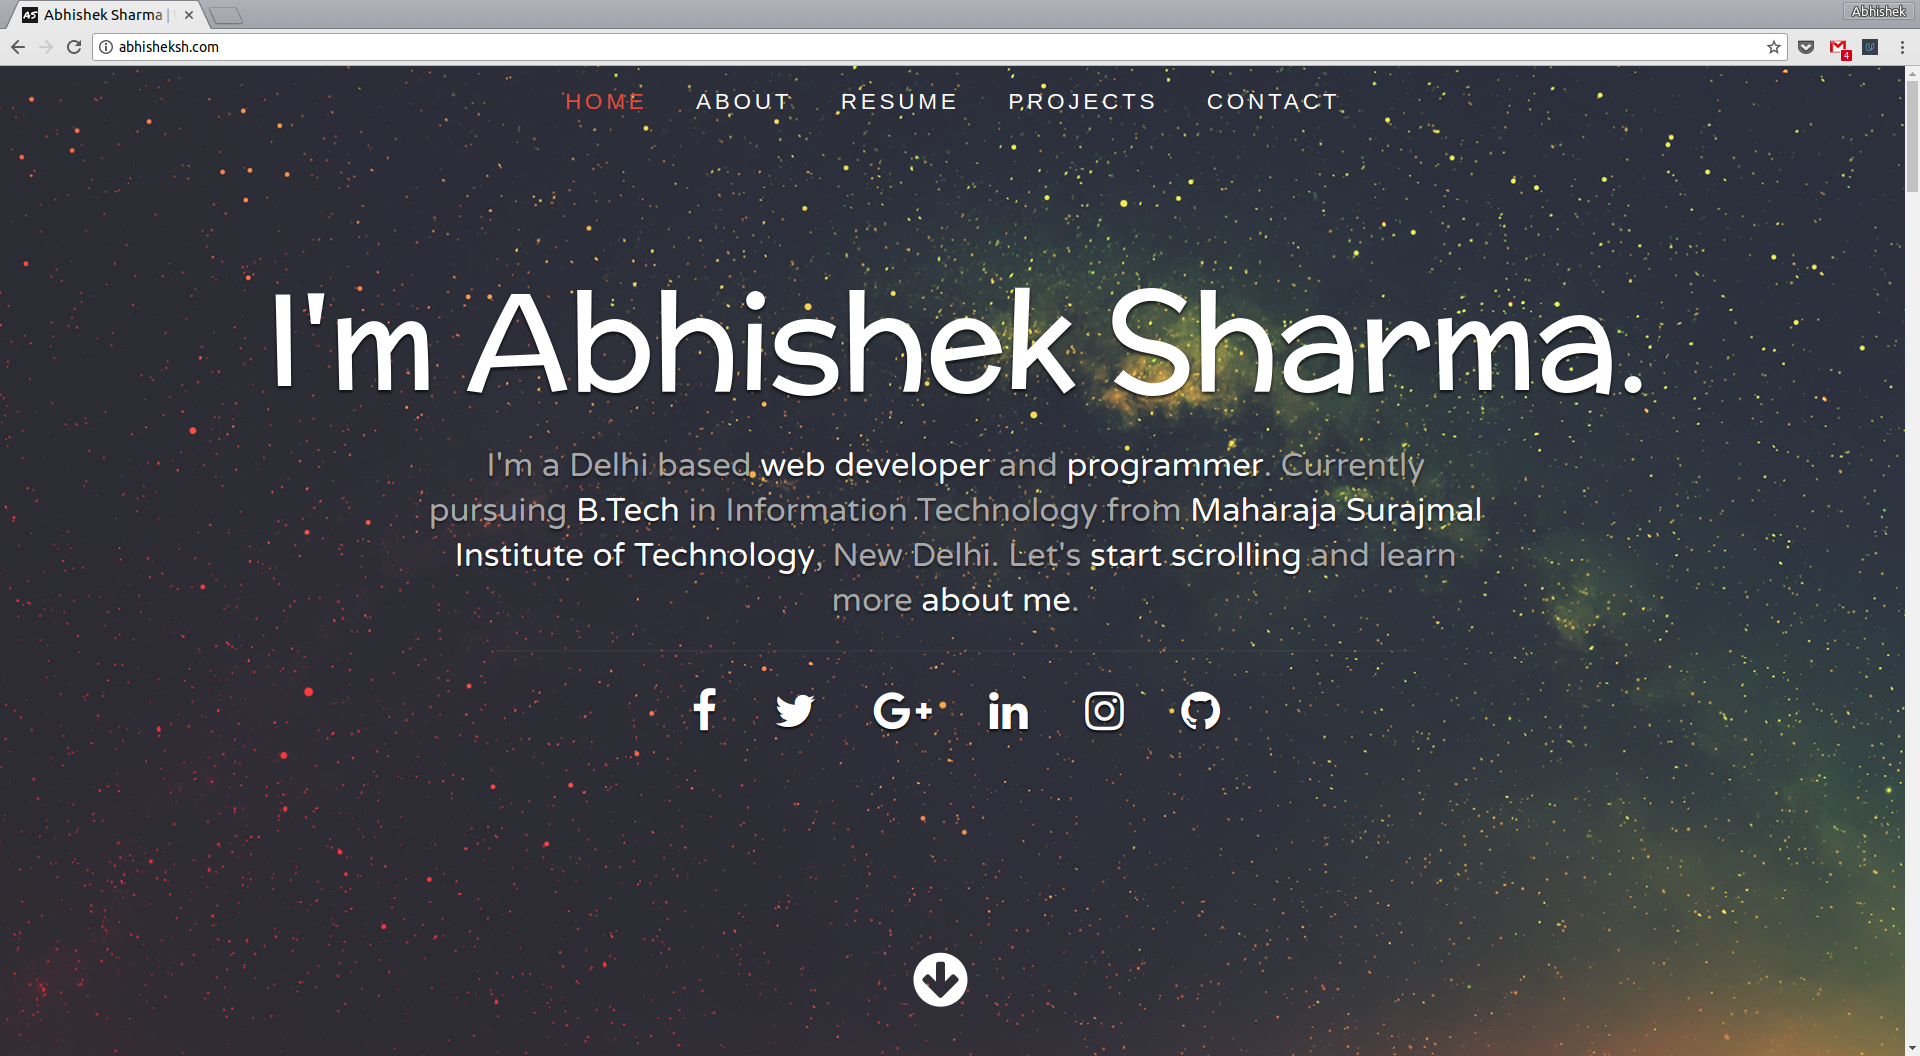 Abhishek Sharma |
Abhishek
abhisheksh.com
4
HOME ABOUT RESUME PROJECTS CONTACT
I'm Abhishek Sharma.
I'm a Delhi based web developer and programmer. Currently
pursuing B.Tech in Information Technology from Maharaja Surajmal
Institute of Technology, New Delhi. Let's start scrolling and learn
more about me.